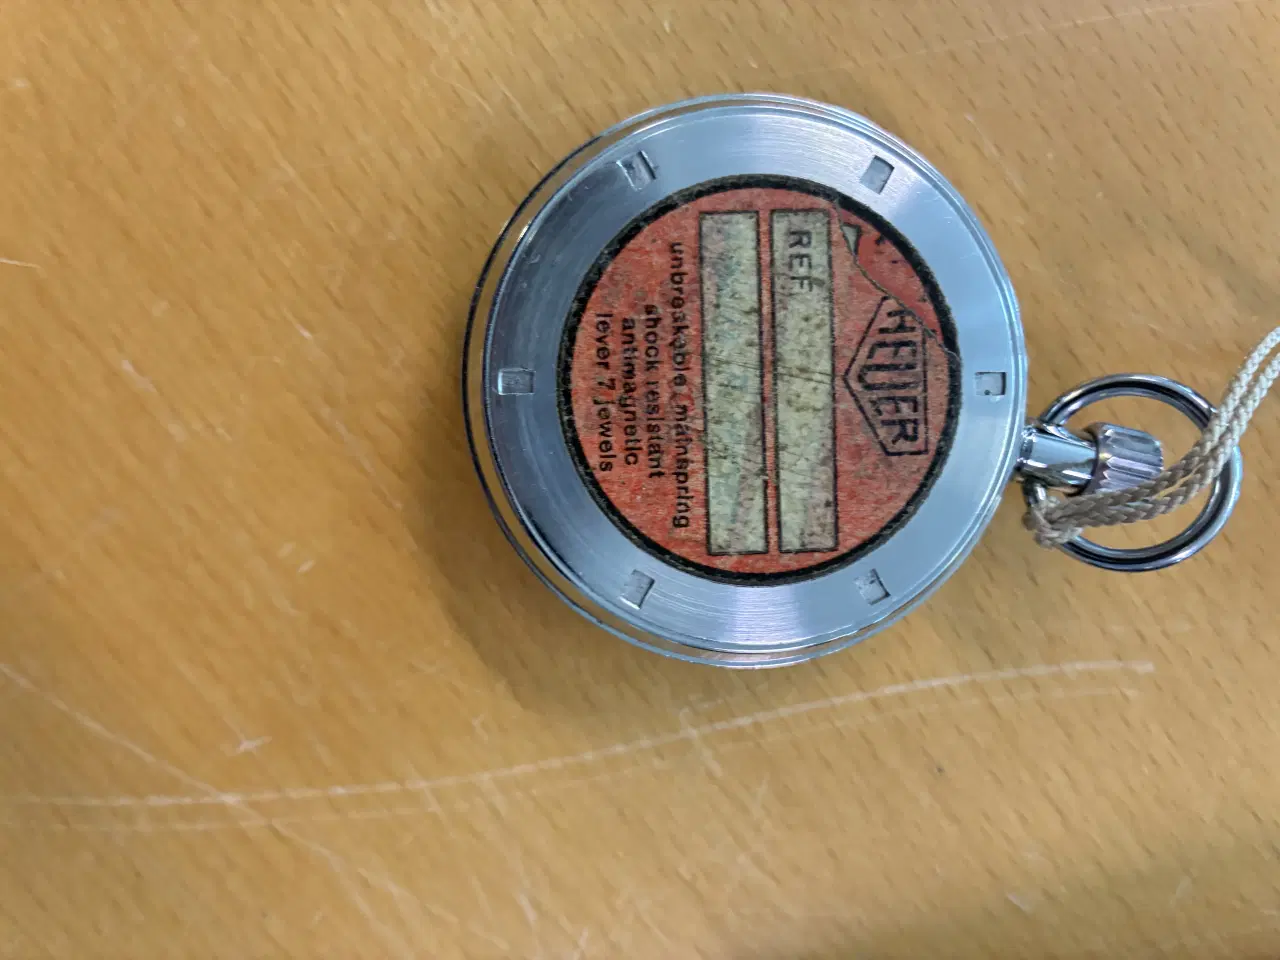 HEUER
REF
unbreakable mainspring
shock resistant
antimagnetic
lever 7 jewels